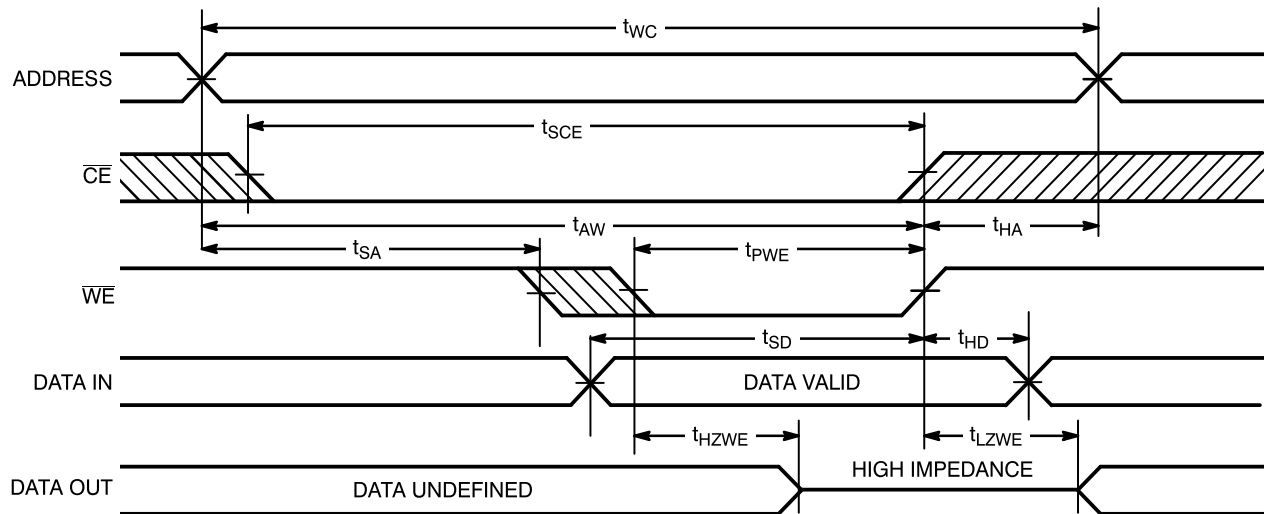 tWC
ADDRESS
tSCE
CE
tAW
tHA
tSA
tPWE
WE
tSD
tHD
DATA IN
DATA VALID
tHZWE
tLZWE
HIGH IMPEDANCE
DATA OUT
DATA UNDEFINED